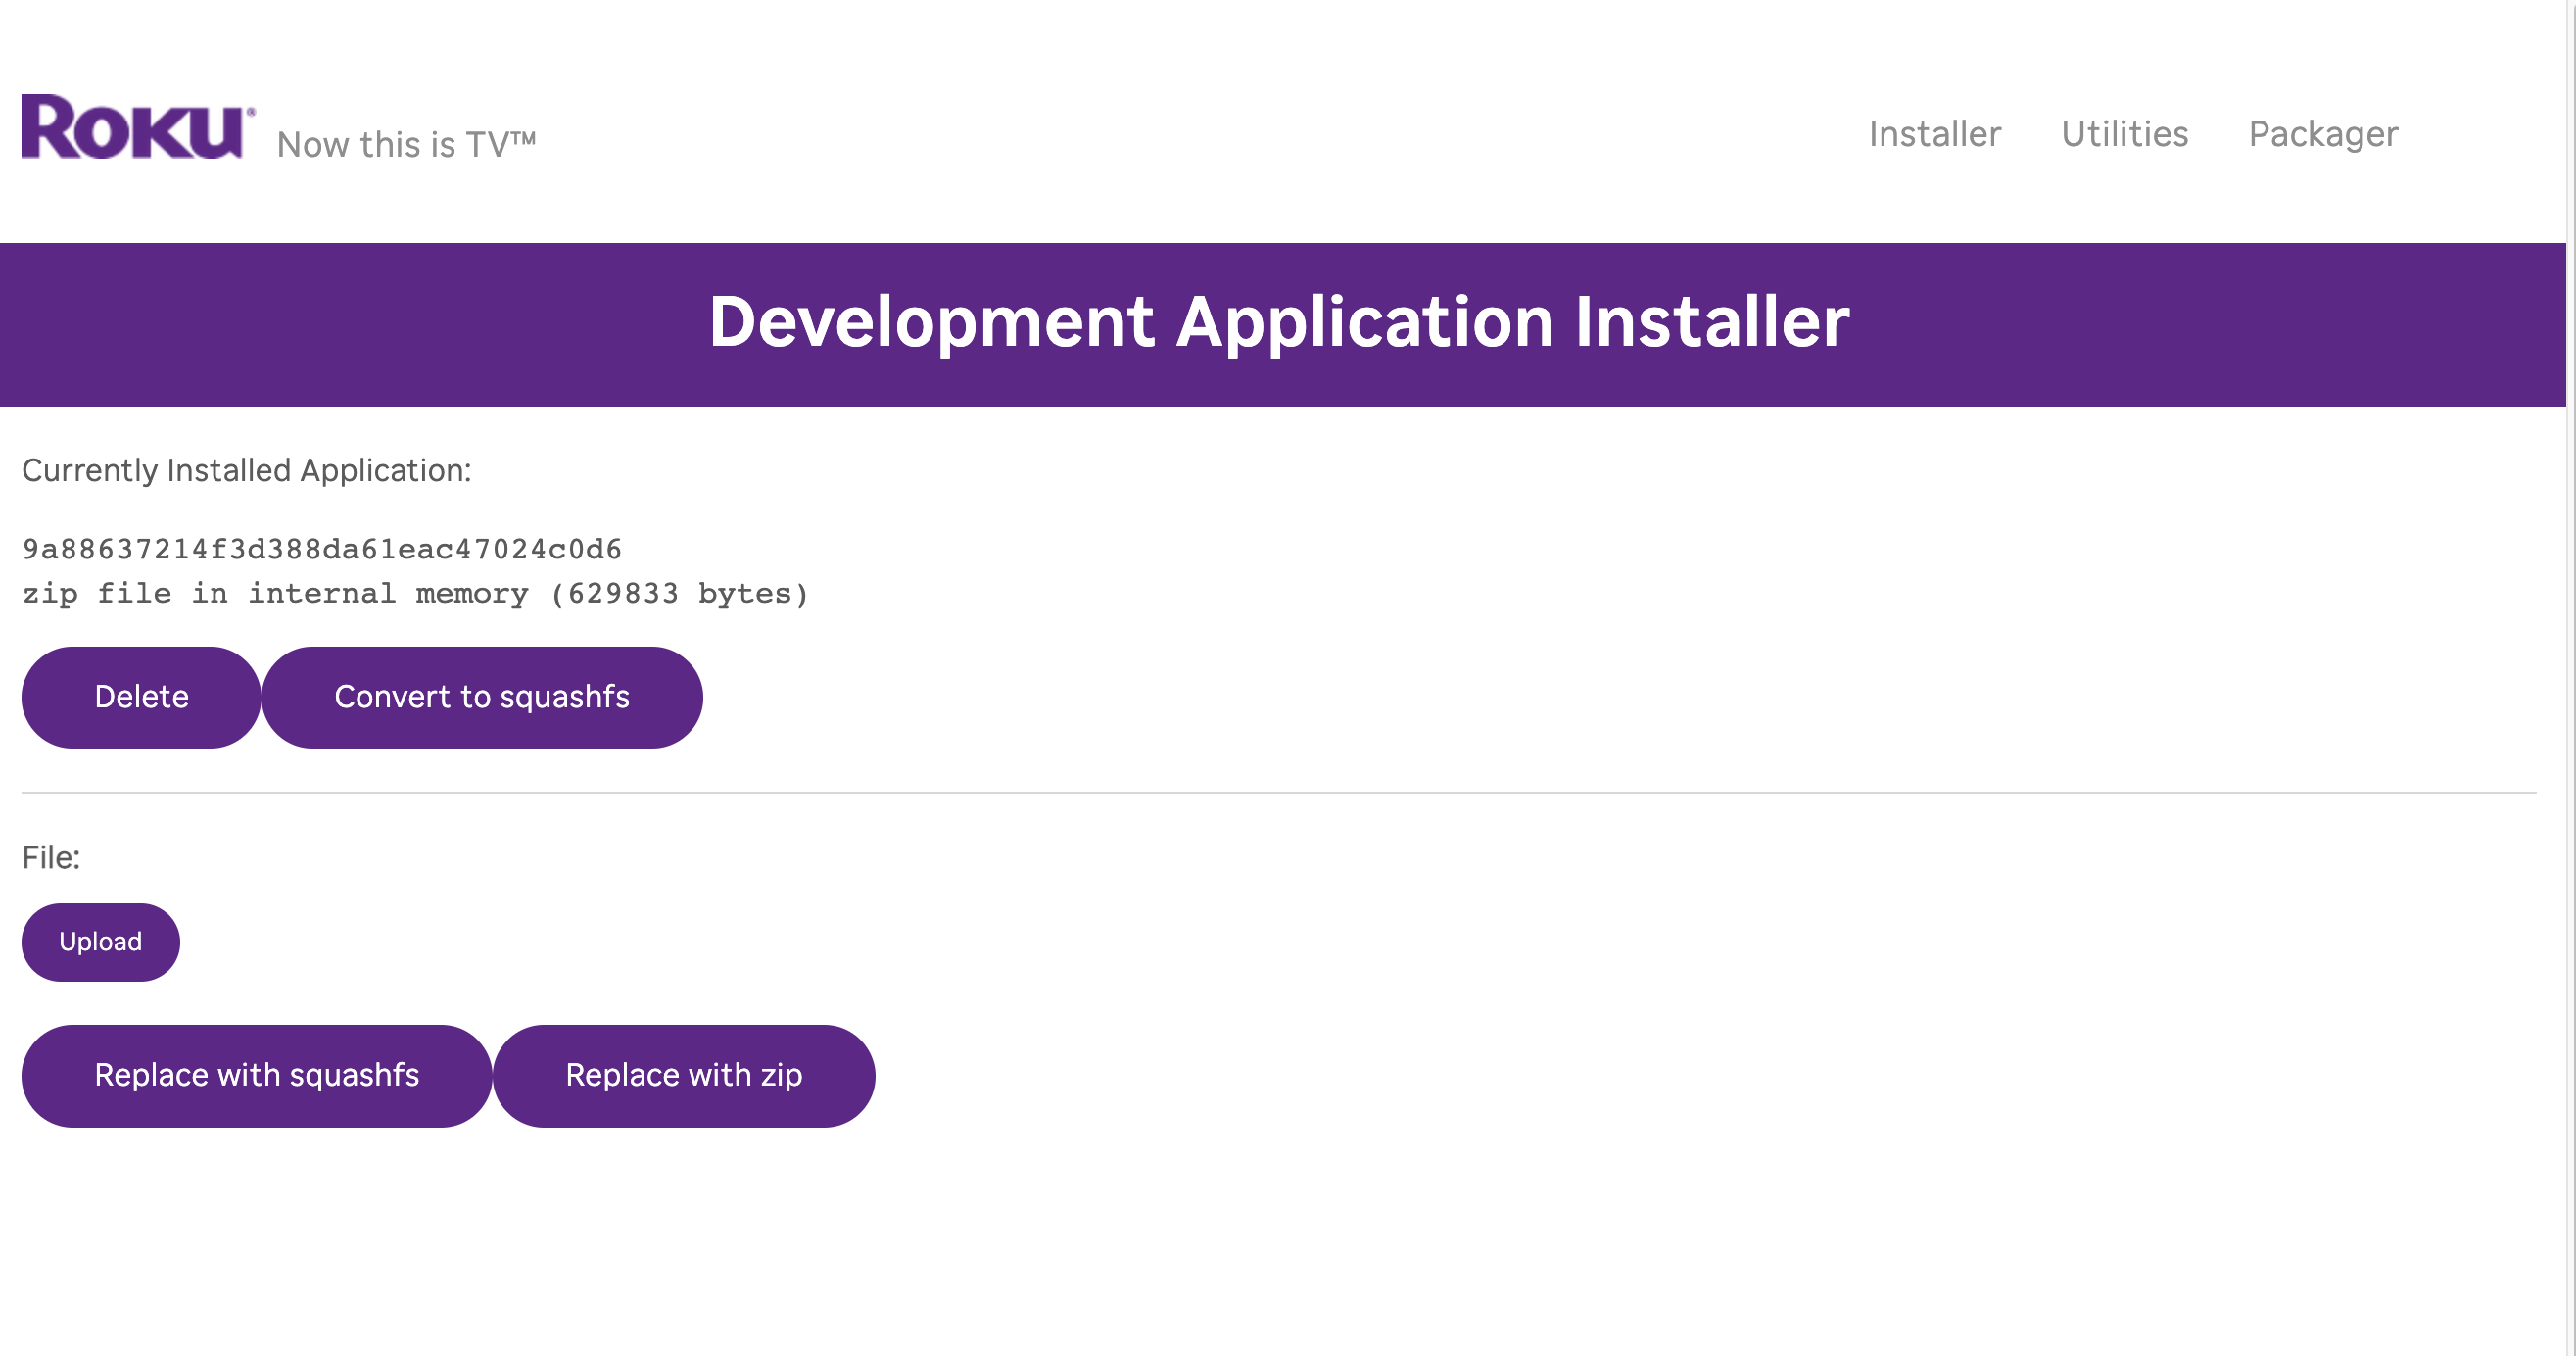 ROKU® Now this is TV™
Installer Utilities Packager
Development Application Installer
Currently Installed Application:
9a88637214f3d388da61eac47024c0d6
zip file in internal memory (629833 bytes)
Delete Convert to squashfs
File:
Upload
Replace with squashfs Replace with zip